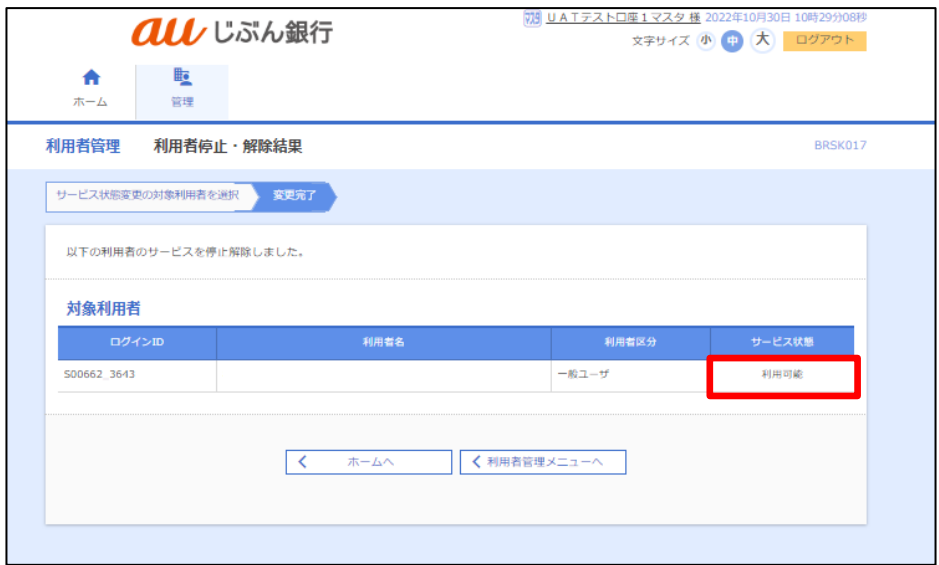 au じぶん銀行
マスタ UATテスト口座1マスタ 様 2022年10月30日 10時29分08秒
文字サイズ 小 中 大 ログアウト
ホーム 管理
利用者管理 利用者停止・解除結果 BRSK017
サービス状態変更の対象利用者を選択 変更完了
以下の利用者のサービスを停止解除しました。
対象利用者
ログインID 利用者名 利用者区分 サービス状態
S00662_3643 一般ユーザ 利用可能
ホームへ 利用者管理メニューへ